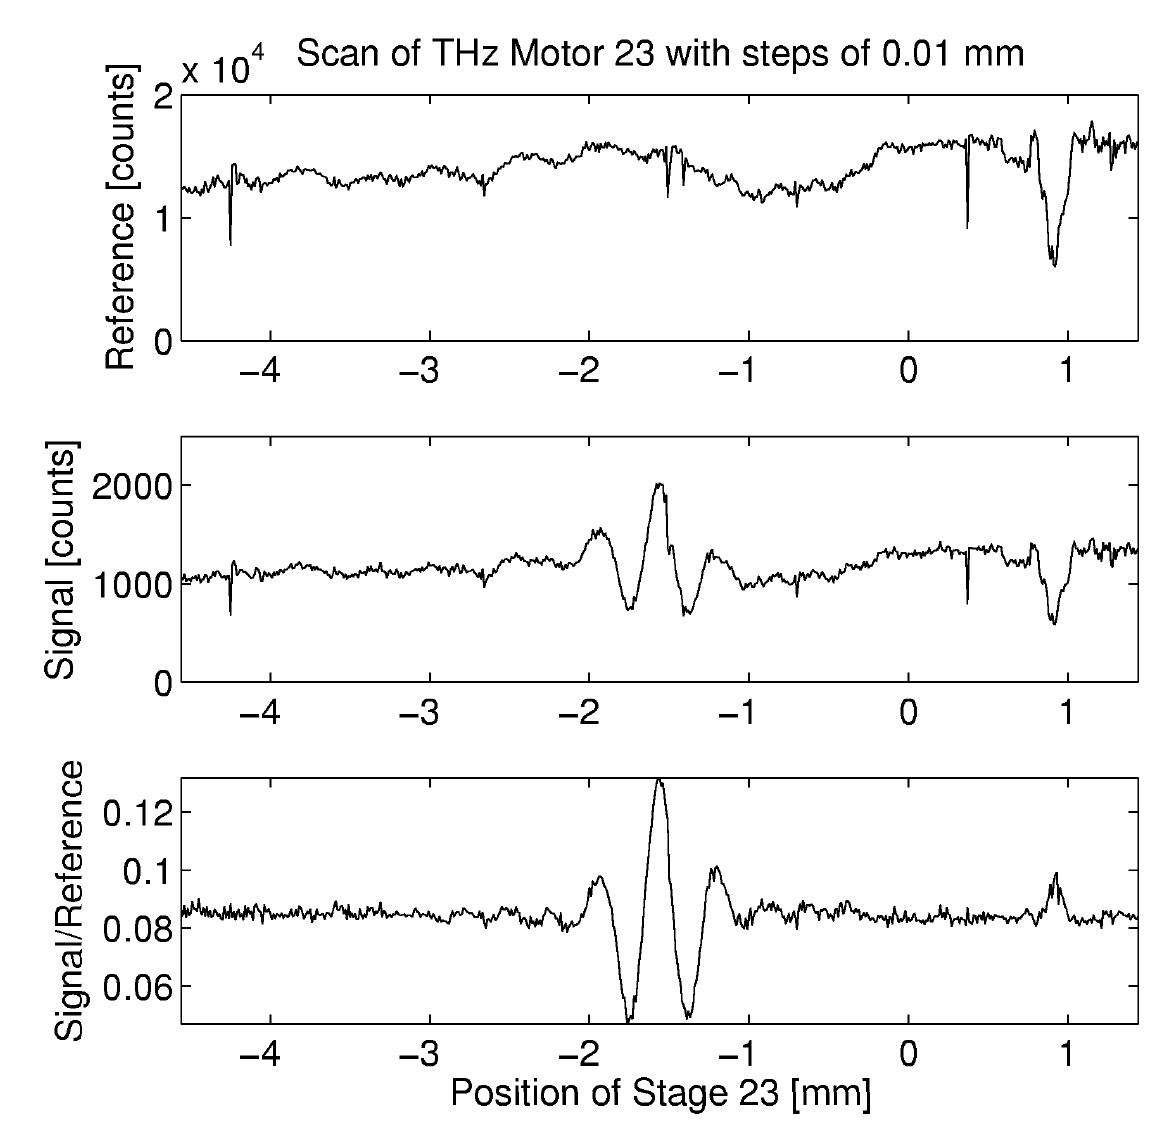 Scan of THz Motor 23 with steps of 0.01 mm
x 10^4
Reference [counts]
2
1
0
−4 −3 −2 −1 0 1
Signal [counts]
2000
1000
0
−4 −3 −2 −1 0 1
Signal/Reference
0.12
0.1
0.08
0.06
−4 −3 −2 −1 0 1
Position of Stage 23 [mm]